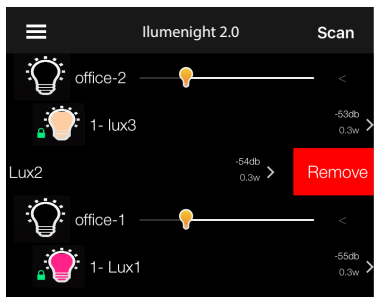 Ilumenight 2.0 Scan
office-2 <
1- lux3 -53db
0.3w >
Lux2 -54db
0.3w > Remove
office-1 <
1- Lux1 -55db
0.3w >